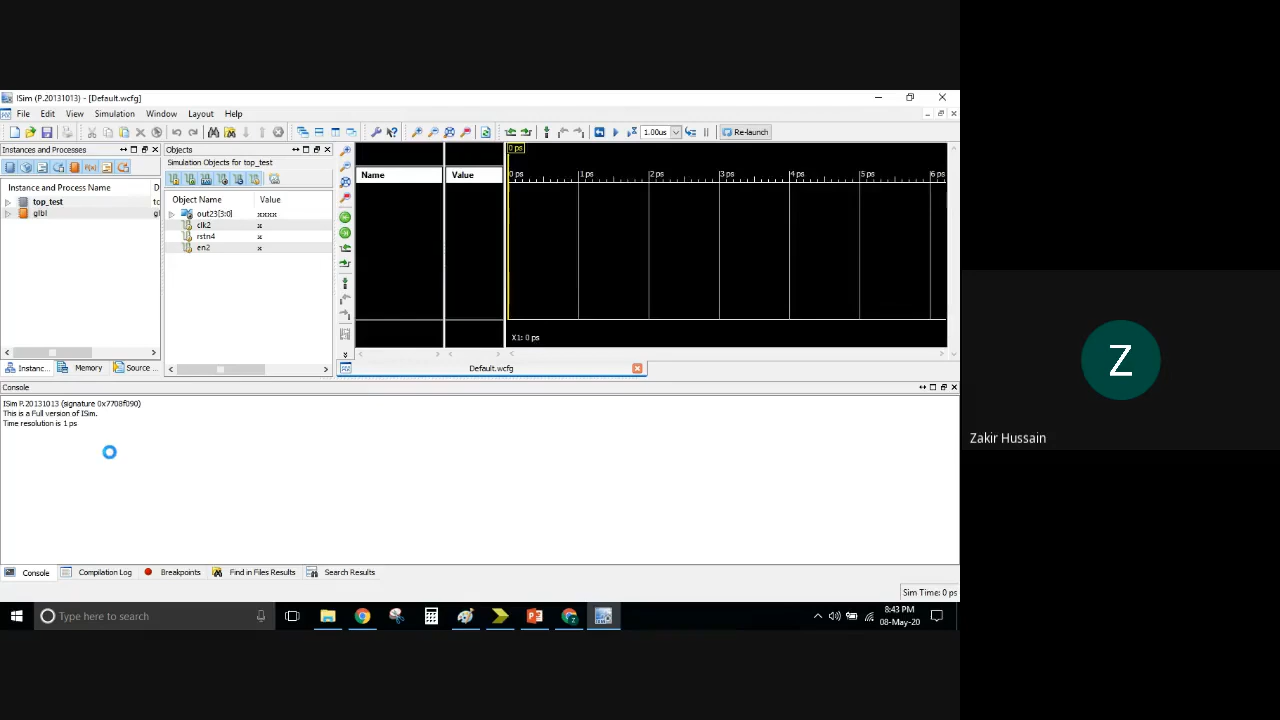 ISim (P.20131013) - [Default.wcfg]
File Edit View Simulation Window Layout Help
1.00us Re-launch
Instances and Processes
Instance and Process Name D
top_test
glbl gl
Instanc... Memory Source ...
Objects
Simulation Objects for top_test
Object Name Value
out23[3:0] xxxx
clk2 x
rstn4 x
en2 x
Name Value
0 ps
0 ps 1 ps 2 ps 3 ps 4 ps 5 ps 6 ps
X1: 0 ps
Default.wcfg
Console
ISim P.20131013 (signature 0x7708f090)
This is a Full version of ISim.
Time resolution is 1 ps
Console Compilation Log Breakpoints Find in Files Results Search Results
Sim Time: 0 ps
Type here to search
8:43 PM
08-May-20
Z
Zakir Hussain